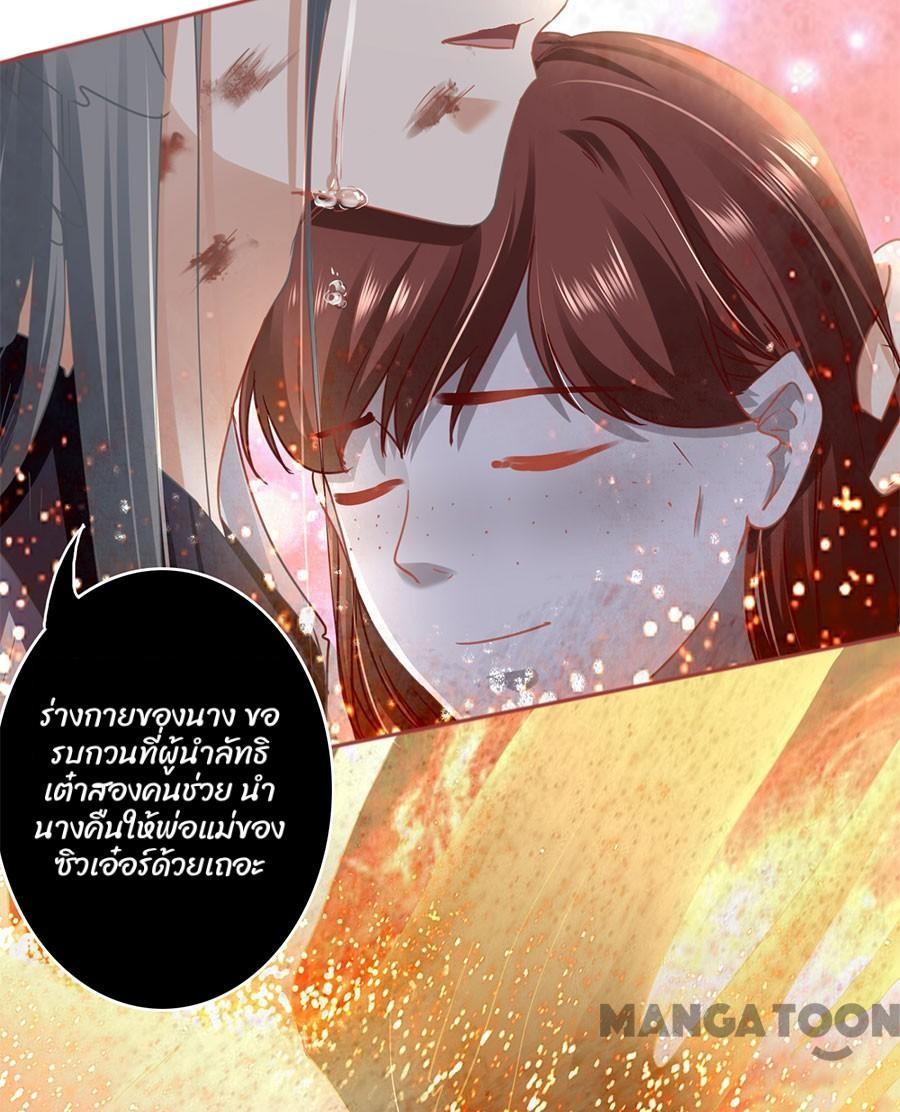 ร่างกายของนาง ขอ
รบกวนที่ผู้นำลัทธิ
เต๋าสองคนช่วย นำ
นางคืนให้พ่อแม่ของ
ซิวเอ๋อร์ด้วยเถอะ
MANGATOON